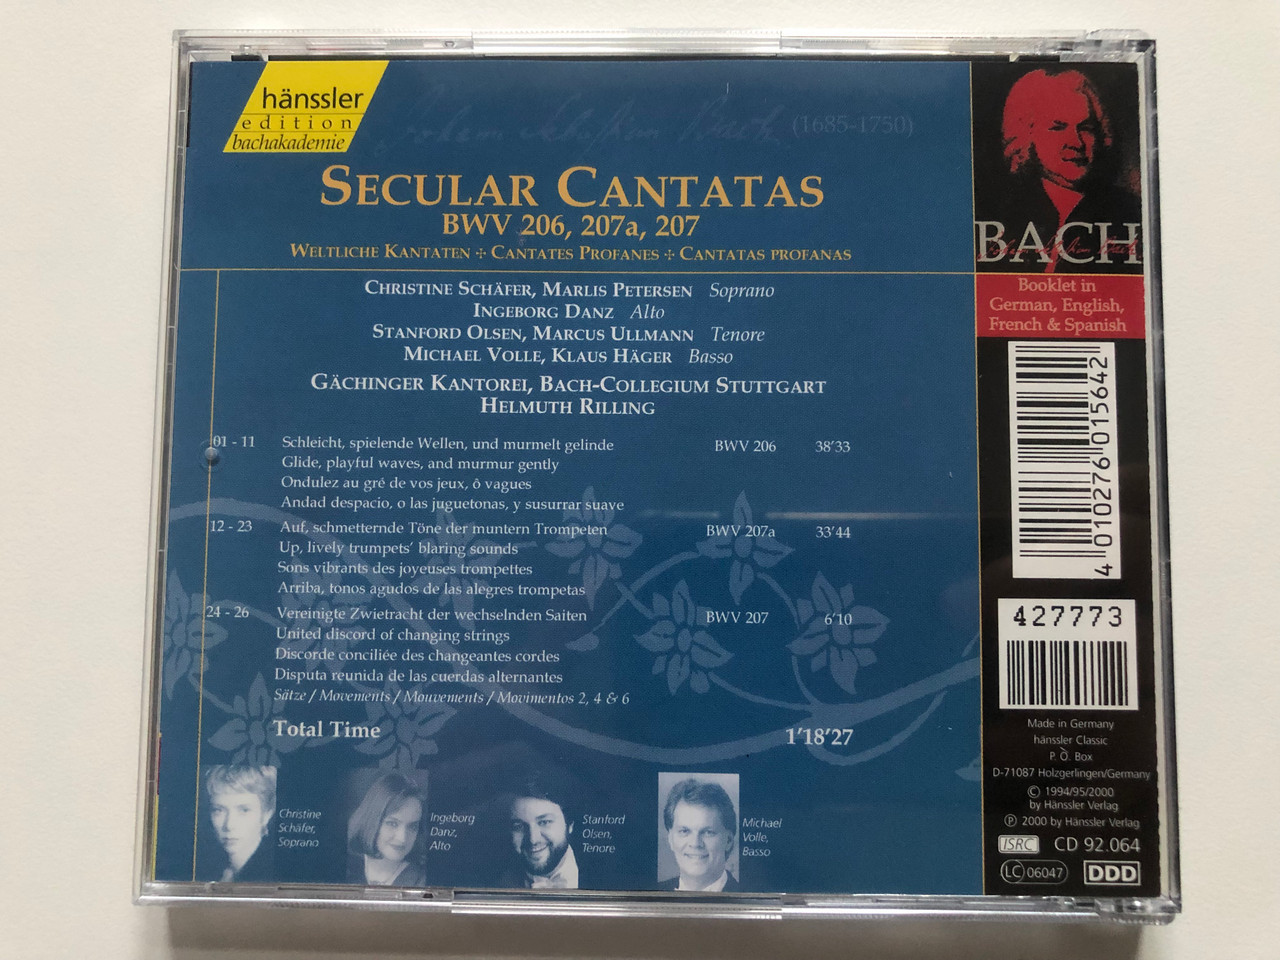 hänssler
edition
bachakademie
(1685-1750)
SECULAR CANTATAS
BWV 206, 207a, 207
WELTLICHE KANTATEN ✢ CANTATES PROFANES ✢ CANTATAS PROFANAS
CHRISTINE SCHÄFER, MARLIS PETERSEN Soprano
INGEBORG DANZ Alto
STANFORD OLSEN, MARCUS ULLMANN Tenore
MICHAEL VOLLE, KLAUS HÄGER Basso
GÄCHINGER KANTOREI, BACH-COLLEGIUM STUTTGART
HELMUTH RILLING
01 - 11 Schleicht, spielende Wellen, und murmelt gelinde BWV 206 38'33
Glide, playful waves, and murmur gently
Ondulez au gré de vos jeux, ô vagues
Andad despacio, o las juguetonas, y susurrar suave
12 - 23 Auf, schmetternde Töne der muntern Trompeten BWV 207a 33'44
Up, lively trumpets' blaring sounds
Sons vibrants des joyeuses trompettes
Arriba, tonos agudos de las alegres trompetas
24 - 26 Vereinigte Zwietracht der wechselnden Saiten BWV 207 6'10
United discord of changing strings
Discorde conciliée des changeantes cordes
Disputa reunida de las cuerdas alternantes
Sätze / Movements / Mouvements / Movimientos 2, 4 & 6
Total Time 1'18'27
Christine
Schäfer,
Soprano
Ingeborg
Danz,
Alto
Stanford
Olsen,
Tenore
Michael
Volle,
Basso
BACH
Booklet in
German, English,
French & Spanish
4 010276 015642
427773
Made in Germany
hänssler Classic
P. O. Box
D-71087 Holzgerlingen/Germany
© 1994/95/2000
by Hänssler Verlag
℗ 2000 by Hänssler Verlag
ISRC CD 92.064
LC 06047 DDD